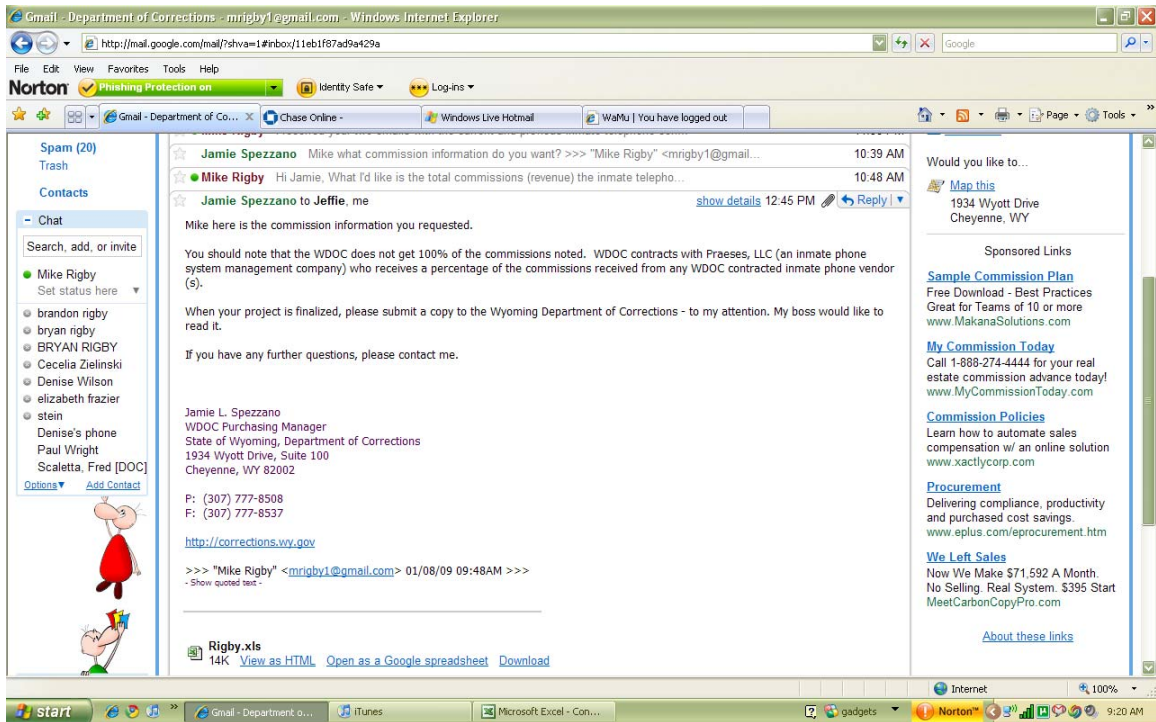 Gmail - Department of Corrections - mrigby1@gmail.com - Windows Internet Explorer
http://mail.google.com/mail/?shva=1#inbox/11eb1f87ad9a429a
Google
File Edit View Favorites Tools Help
Norton Phishing Protection on Identity Safe Log-ins
Gmail - Department of Co... Chase Online - Windows Live Hotmail WaMu | You have logged out Page Tools
Spam (20)
Trash
Contacts
Chat
Search, add, or invite
Mike Rigby
Set status here
brandon rigby
bryan rigby
BRYAN RIGBY
Cecelia Zielinski
Denise Wilson
elizabeth frazier
stein
Denise's phone
Paul Wright
Scaletta, Fred [DOC]
Options Add Contact
Jamie Spezzano Mike what commission information do you want? >>> "Mike Rigby" <mrigby1@gmail... 10:39 AM
Mike Rigby Hi Jamie, What I'd like is the total commissions (revenue) the inmate telepho... 10:48 AM
Jamie Spezzano to Jeffie, me show details 12:45 PM Reply
Mike here is the commission information you requested.
You should note that the WDOC does not get 100% of the commissions noted. WDOC contracts with Praeses, LLC (an inmate phone
system management company) who receives a percentage of the commissions received from any WDOC contracted inmate phone vendor
(s).
When your project is finalized, please submit a copy to the Wyoming Department of Corrections - to my attention. My boss would like to
read it.
If you have any further questions, please contact me.
Jamie L. Spezzano
WDOC Purchasing Manager
State of Wyoming, Department of Corrections
1934 Wyott Drive, Suite 100
Cheyenne, WY 82002
P: (307) 777-8508
F: (307) 777-8537
http://corrections.wy.gov
>>> "Mike Rigby" <mrigby1@gmail.com> 01/08/09 09:48AM >>>
- Show quoted text -
Rigby.xls
14K View as HTML Open as a Google spreadsheet Download
Would you like to...
Map this
1934 Wyott Drive
Cheyenne, WY
Sponsored Links
Sample Commission Plan
Free Download - Best Practices
Great for Teams of 10 or more
www.MakanaSolutions.com
My Commission Today
Call 1-888-274-4444 for your real
estate commission advance today!
www.MyCommissionToday.com
Commission Policies
Learn how to automate sales
compensation w/ an online solution
www.xactlycorp.com
Procurement
Delivering compliance, productivity
and purchased cost savings.
www.eplus.com/eprocurement.htm
We Left Sales
Now We Make $71,592 A Month.
No Selling. Real System. $395 Start
MeetCarbonCopyPro.com
About these links
Internet 100%
start Gmail - Department o... iTunes Microsoft Excel - Con... gadgets Norton™ 9:20 AM